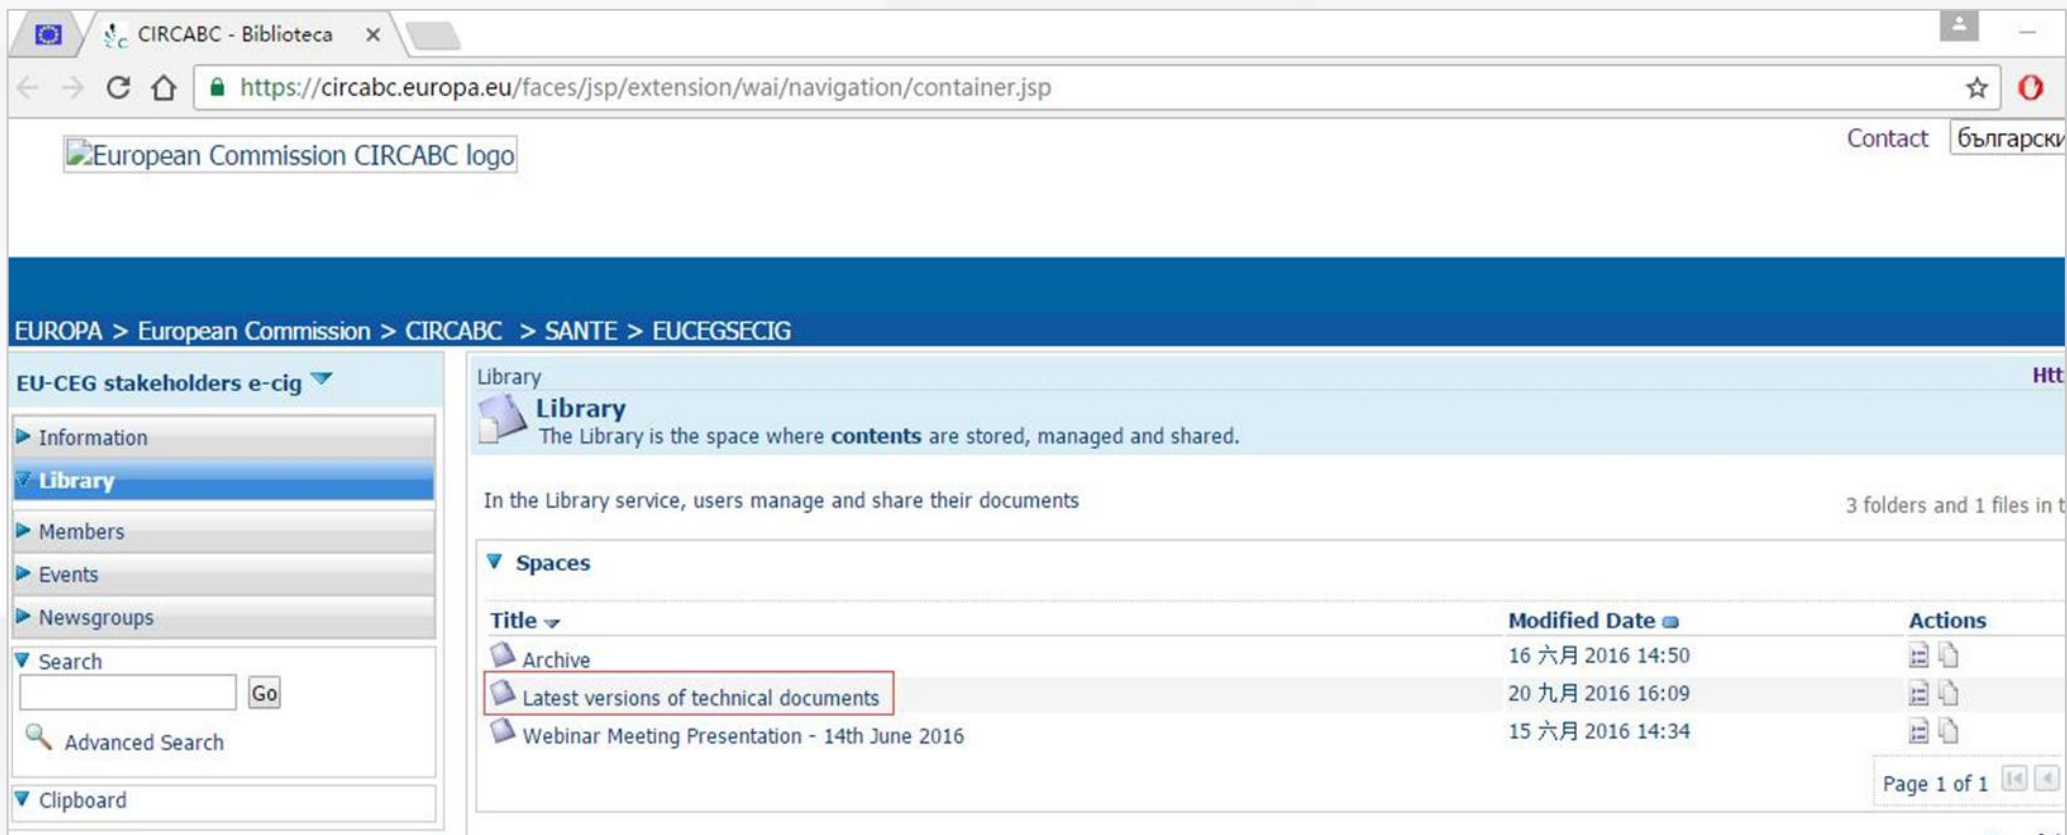 CIRCABC - Biblioteca
https://circabc.europa.eu/faces/jsp/extension/wai/navigation/container.jsp
European Commission CIRCABC logo
Contact
български
EUROPA > European Commission > CIRCABC > SANTE > EUCEGSECIG
EU-CEG stakeholders e-cig
Information
Library
Members
Events
Newsgroups
Search
Go
Advanced Search
Clipboard
Library
Htt
Library
The Library is the space where contents are stored, managed and shared.
In the Library service, users manage and share their documents
3 folders and 1 files in t
Spaces
Title Modified Date Actions
Archive 16 六月 2016 14:50
Latest versions of technical documents 20 九月 2016 16:09
Webinar Meeting Presentation - 14th June 2016 15 六月 2016 14:34
Page 1 of 1